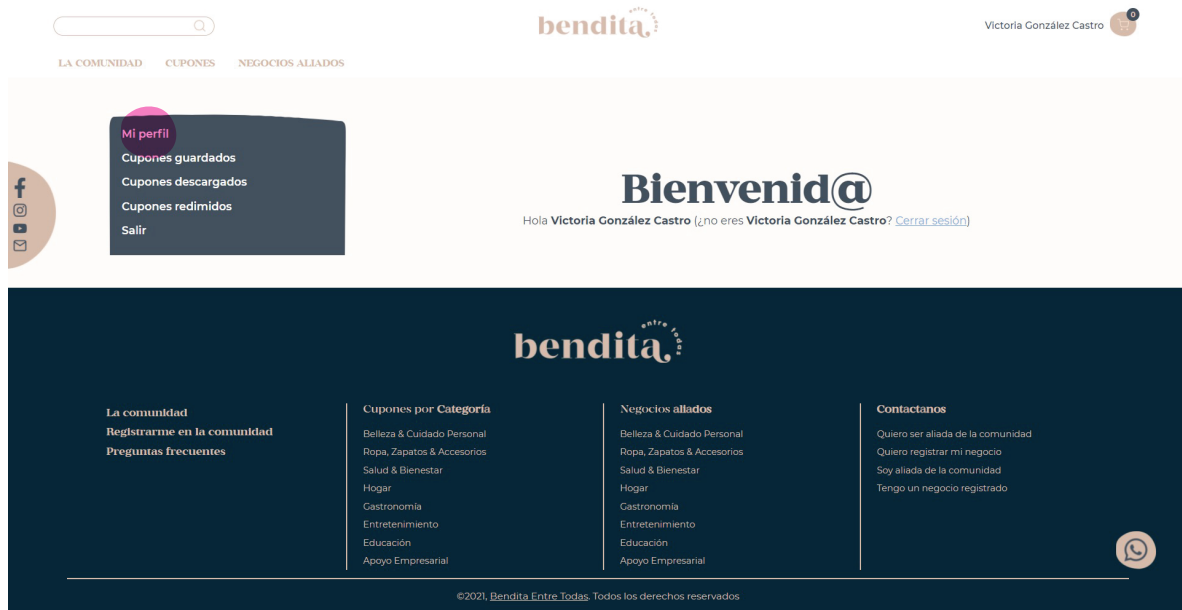 entre todas
bendita
Victoria González Castro
0
LA COMUNIDAD CUPONES NEGOCIOS ALIADOS
Mi perfil
Cupones guardados
Cupones descargados
Cupones redimidos
Salir
Bienvenid@
Hola Victoria González Castro (¿no eres Victoria González Castro? Cerrar sesión)
entre todas
bendita
La comunidad
Registrarme en la comunidad
Preguntas frecuentes
Cupones por Categoría
Belleza & Cuidado Personal
Ropa, Zapatos & Accesorios
Salud & Bienestar
Hogar
Gastronomía
Entretenimiento
Educación
Apoyo Empresarial
Negocios aliados
Belleza & Cuidado Personal
Ropa, Zapatos & Accesorios
Salud & Bienestar
Hogar
Gastronomía
Entretenimiento
Educación
Apoyo Empresarial
Contactanos
Quiero ser aliada de la comunidad
Quiero registrar mi negocio
Soy aliada de la comunidad
Tengo un negocio registrado
©2021, Bendita Entre Todas. Todos los derechos reservados